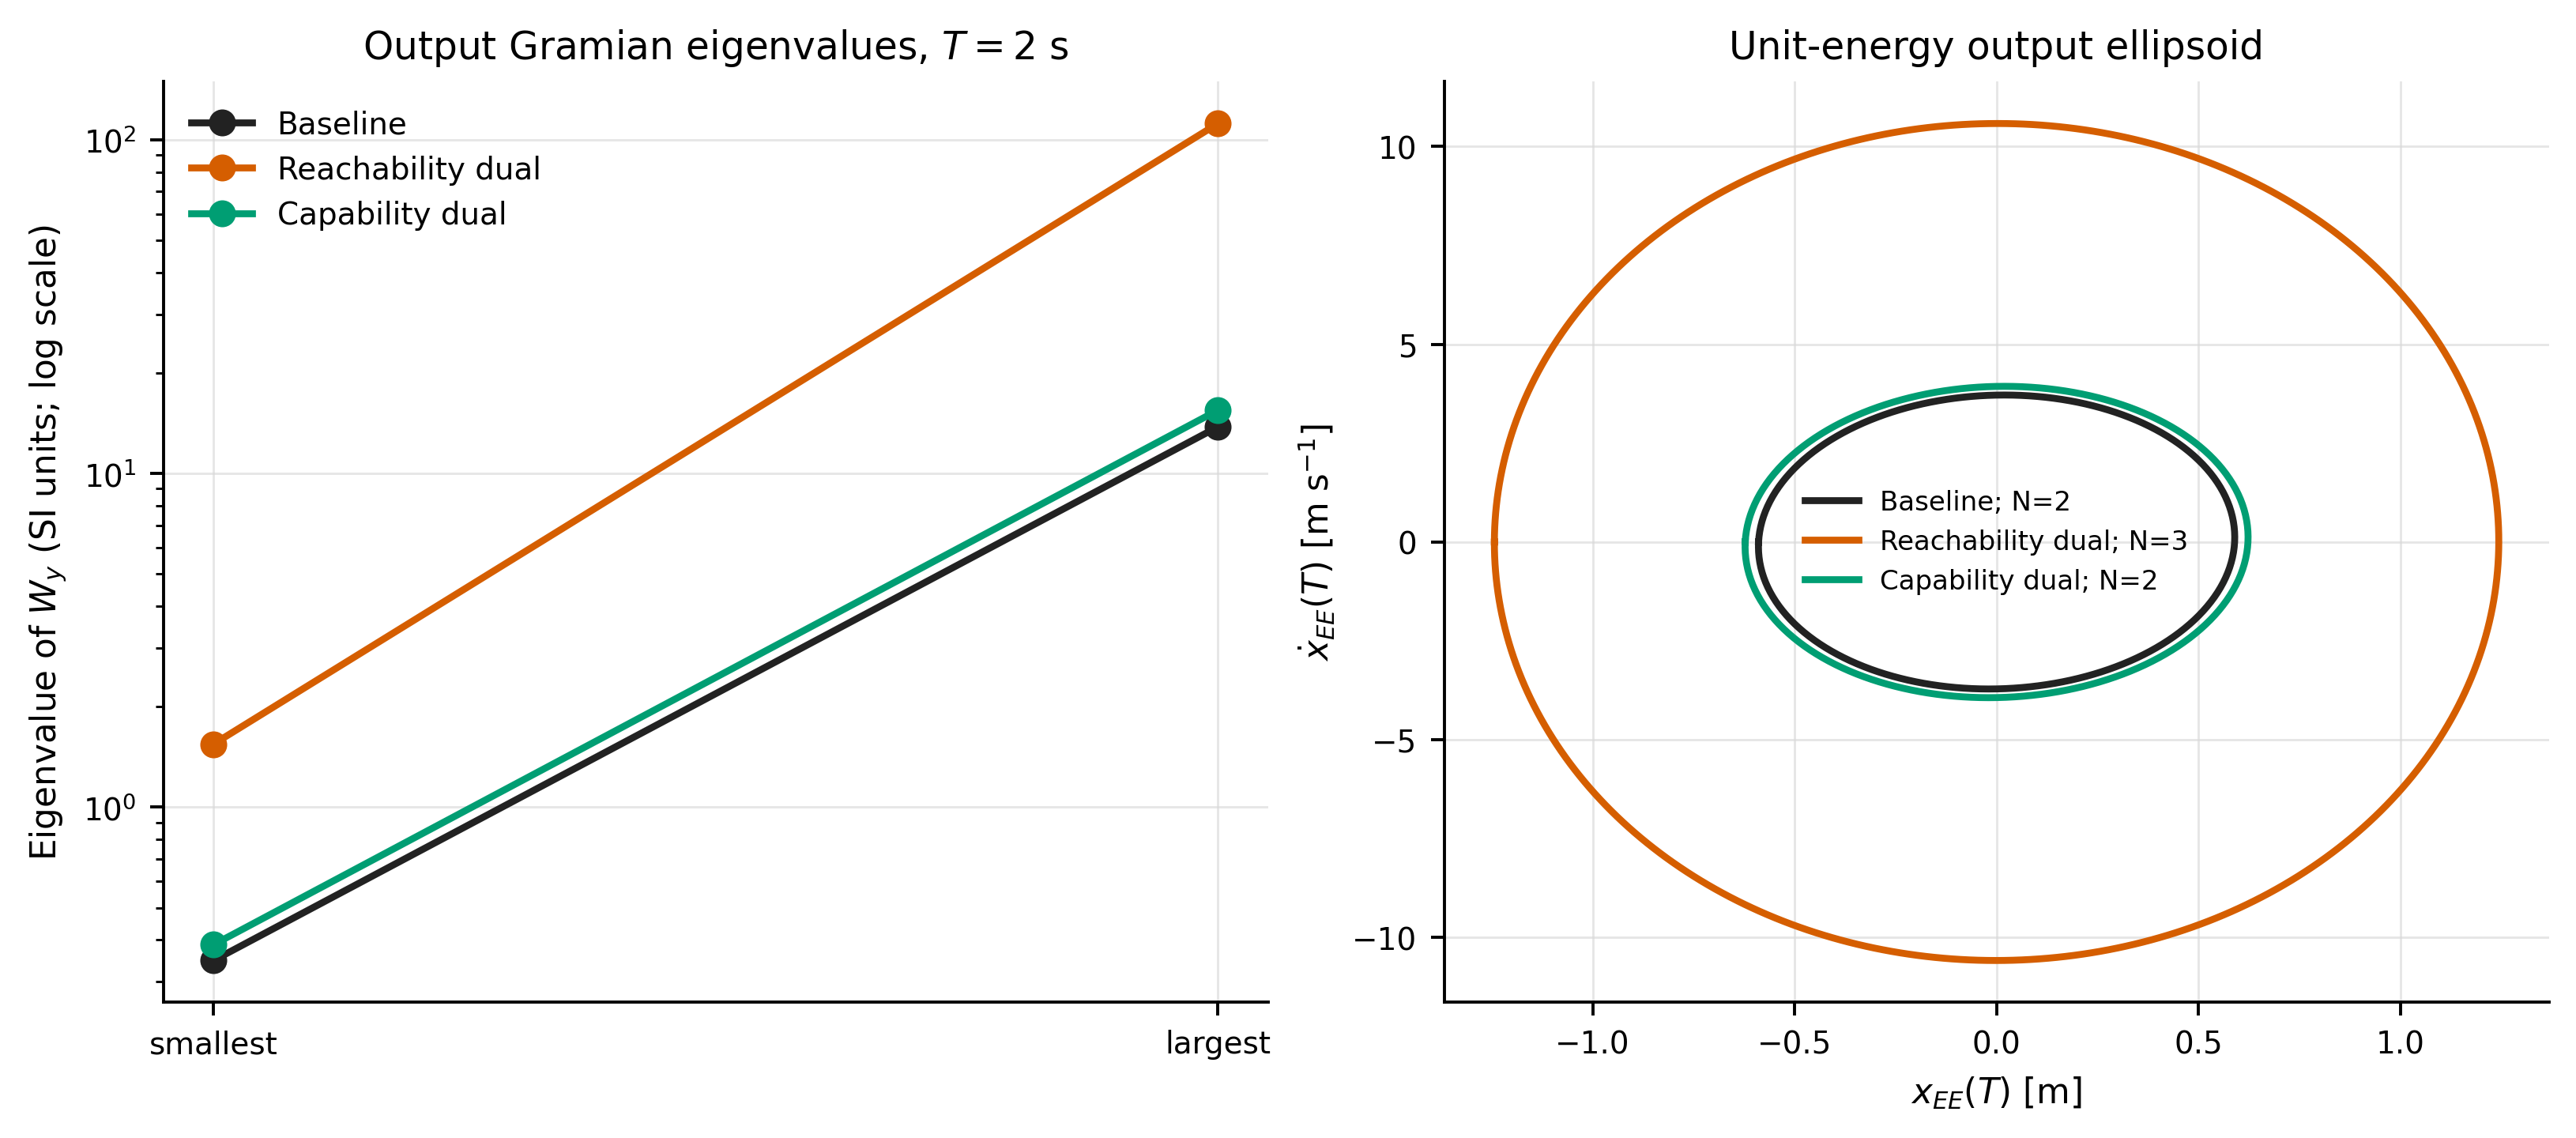 Output Gramian eigenvalues, T = 2 s
Eigenvalue of W_y (SI units; log scale)
10²
10¹
10⁰
Baseline
Reachability dual
Capability dual
smallest
largest
Unit-energy output ellipsoid
ẋ_EE(T) [m s⁻¹]
10
5
0
−5
−10
Baseline; N=2
Reachability dual; N=3
Capability dual; N=2
−1.0
−0.5
0.0
0.5
1.0
x_EE(T) [m]